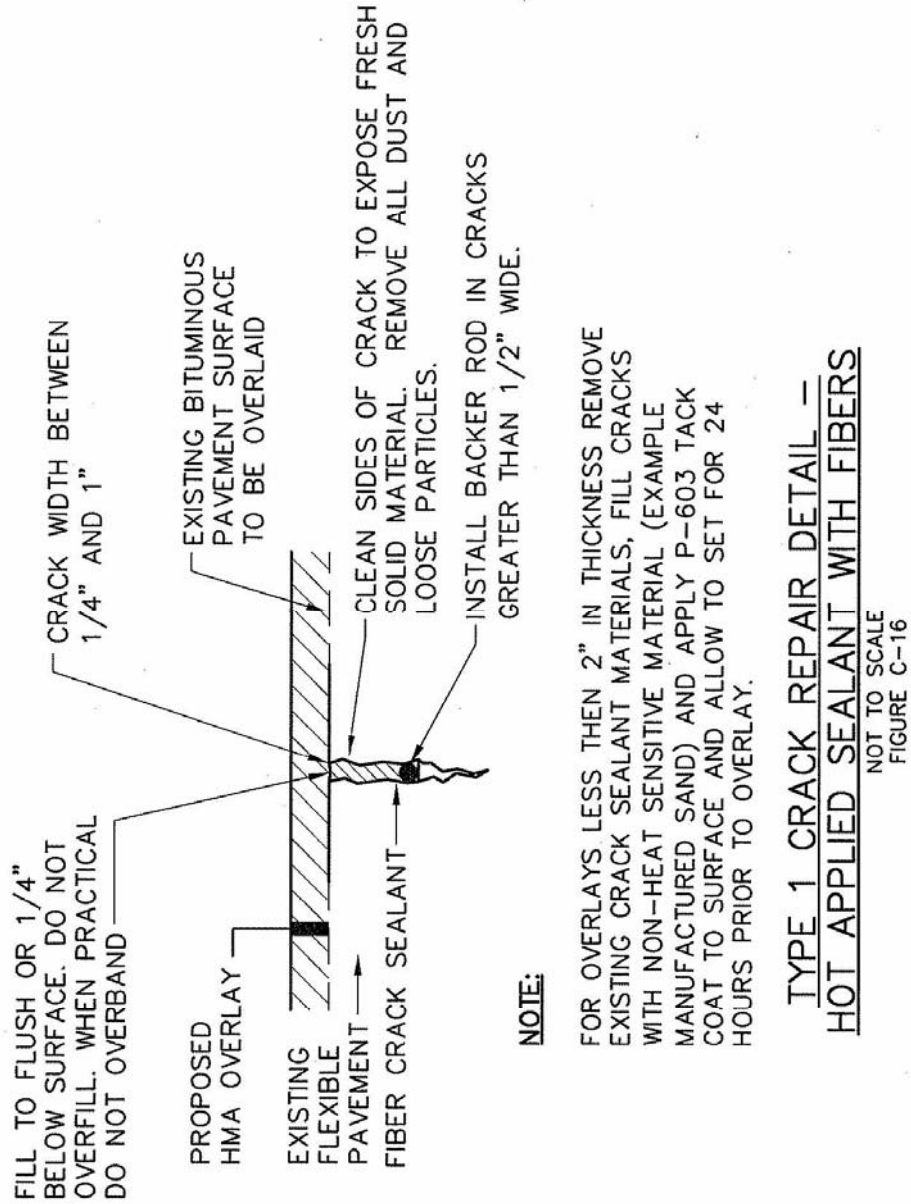 FILL TO FLUSH OR 1/4"
BELOW SURFACE. DO NOT
OVERFILL. WHEN PRACTICAL
DO NOT OVERBAND
CRACK WIDTH BETWEEN
1/4" AND 1"
PROPOSED
HMA OVERLAY
EXISTING BITUMINOUS
PAVEMENT SURFACE
TO BE OVERLAID
EXISTING
FLEXIBLE
PAVEMENT
FIBER CRACK SEALANT
CLEAN SIDES OF CRACK TO EXPOSE FRESH
SOLID MATERIAL. REMOVE ALL DUST AND
LOOSE PARTICLES.
INSTALL BACKER ROD IN CRACKS
GREATER THAN 1/2" WIDE.
NOTE:
FOR OVERLAYS LESS THEN 2" IN THICKNESS REMOVE
EXISTING CRACK SEALANT MATERIALS, FILL CRACKS
WITH NON-HEAT SENSITIVE MATERIAL (EXAMPLE
MANUFACTURED SAND) AND APPLY P-603 TACK
COAT TO SURFACE AND ALLOW TO SET FOR 24
HOURS PRIOR TO OVERLAY.
TYPE 1 CRACK REPAIR DETAIL –
HOT APPLIED SEALANT WITH FIBERS
NOT TO SCALE
FIGURE C-16